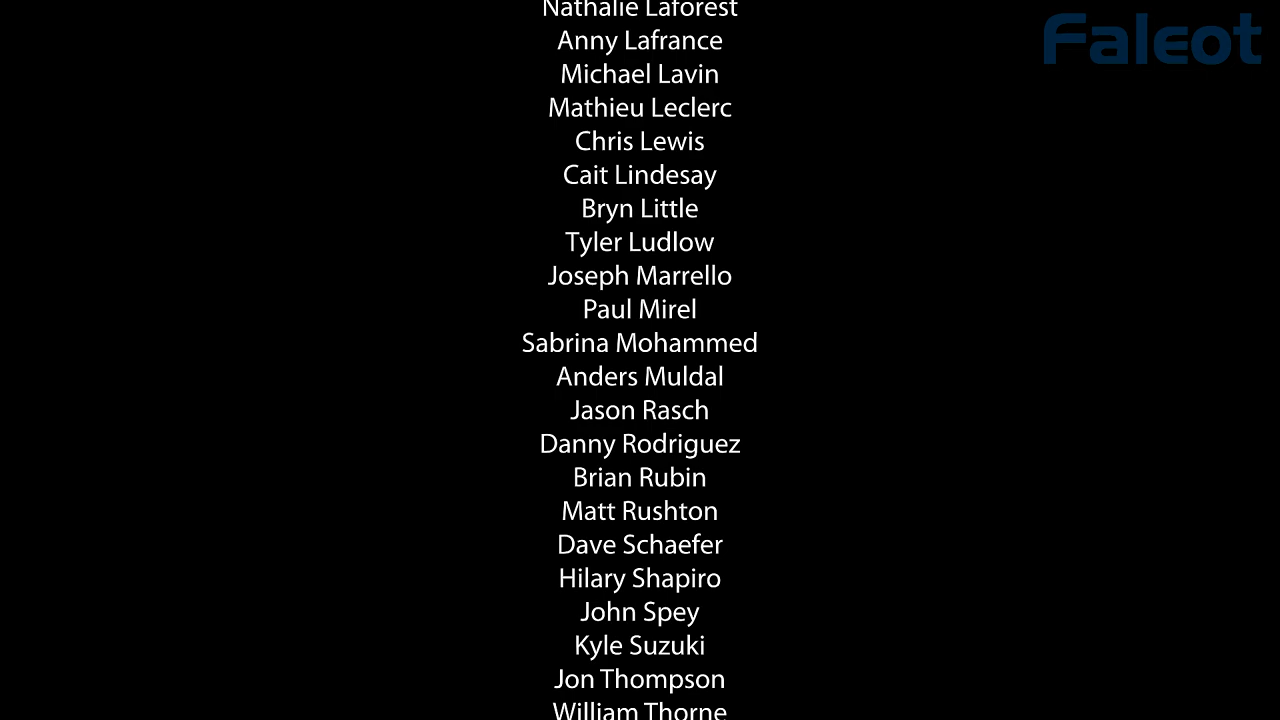 Nathalie Laforest
Faleot
Anny Lafrance
Michael Lavin
Mathieu Leclerc
Chris Lewis
Cait Lindesay
Bryn Little
Tyler Ludlow
Joseph Marrello
Paul Mirel
Sabrina Mohammed
Anders Muldal
Jason Rasch
Danny Rodriguez
Brian Rubin
Matt Rushton
Dave Schaefer
Hilary Shapiro
John Spey
Kyle Suzuki
Jon Thompson
William Thorne